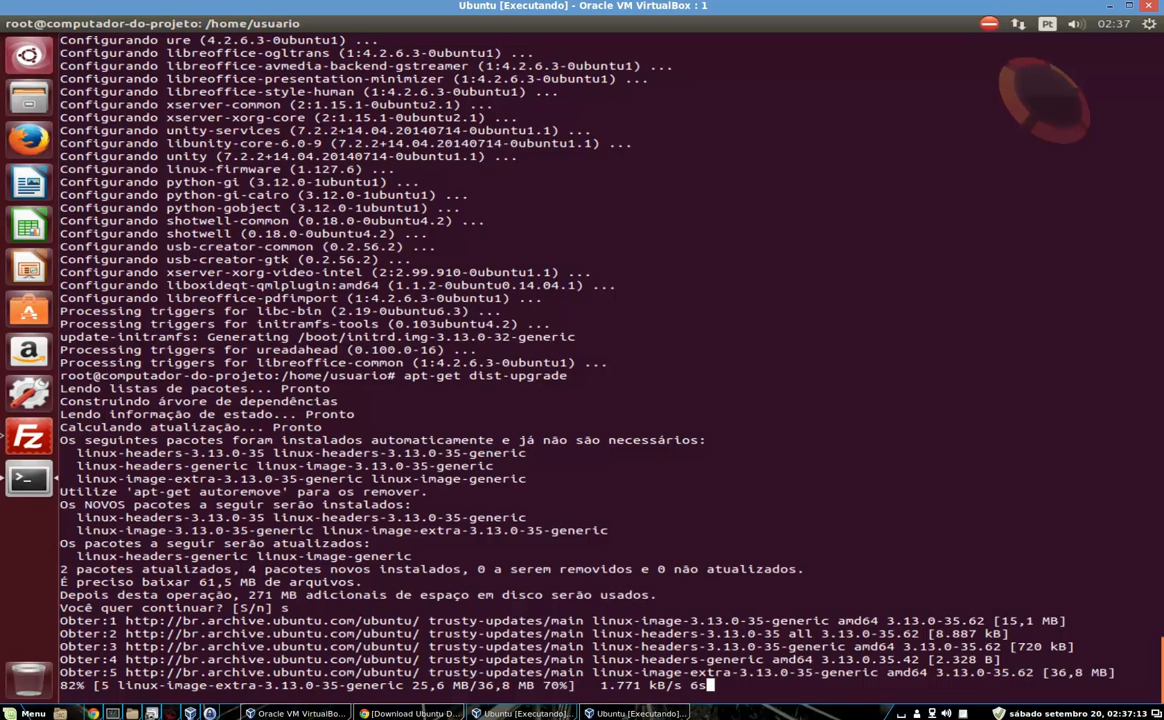 Ubuntu [Executando] - Oracle VM VirtualBox : 1
root@computador-do-projeto: /home/usuario
Pt
02:37
Configurando ure (4.2.6.3-0ubuntu1) ...
Configurando libreoffice-ogltrans (1:4.2.6.3-0ubuntu1) ...
Configurando libreoffice-avmedia-backend-gstreamer (1:4.2.6.3-0ubuntu1) ...
Configurando libreoffice-presentation-minimizer (1:4.2.6.3-0ubuntu1) ...
Configurando libreoffice-style-human (1:4.2.6.3-0ubuntu1) ...
Configurando xserver-common (2:1.15.1-0ubuntu2.1) ...
Configurando xserver-xorg-core (2:1.15.1-0ubuntu2.1) ...
Configurando unity-services (7.2.2+14.04.20140714-0ubuntu1.1) ...
Configurando libunity-core-6.0-9 (7.2.2+14.04.20140714-0ubuntu1.1) ...
Configurando unity (7.2.2+14.04.20140714-0ubuntu1.1) ...
Configurando linux-firmware (1.127.6) ...
Configurando python-gi (3.12.0-1ubuntu1) ...
Configurando python-gi-cairo (3.12.0-1ubuntu1) ...
Configurando python-gobject (3.12.0-1ubuntu1) ...
Configurando shotwell-common (0.18.0-0ubuntu4.2) ...
Configurando shotwell (0.18.0-0ubuntu4.2) ...
Configurando usb-creator-common (0.2.56.2) ...
Configurando usb-creator-gtk (0.2.56.2) ...
Configurando xserver-xorg-video-intel (2:2.99.910-0ubuntu1.1) ...
Configurando liboxideqt-qmlplugin:amd64 (1.1.2-0ubuntu0.14.04.1) ...
Configurando libreoffice-pdfimport (1:4.2.6.3-0ubuntu1) ...
Processing triggers for libc-bin (2.19-0ubuntu6.3) ...
Processing triggers for initramfs-tools (0.103ubuntu4.2) ...
update-initramfs: Generating /boot/initrd.img-3.13.0-32-generic
Processing triggers for ureadahead (0.100.0-16) ...
Processing triggers for libreoffice-common (1:4.2.6.3-0ubuntu1) ...
root@computador-do-projeto:/home/usuario# apt-get dist-upgrade
Lendo listas de pacotes... Pronto
Construindo árvore de dependências
Lendo informação de estado... Pronto
Calculando atualização... Pronto
Os seguintes pacotes foram instalados automaticamente e já não são necessários:
linux-headers-3.13.0-35 linux-headers-3.13.0-35-generic
linux-headers-generic linux-image-3.13.0-35-generic
linux-image-extra-3.13.0-35-generic linux-image-generic
Utilize 'apt-get autoremove' para os remover.
Os NOVOS pacotes a seguir serão instalados:
linux-headers-3.13.0-35 linux-headers-3.13.0-35-generic
linux-image-3.13.0-35-generic linux-image-extra-3.13.0-35-generic
Os pacotes a seguir serão atualizados:
linux-headers-generic linux-image-generic
2 pacotes atualizados, 4 pacotes novos instalados, 0 a serem removidos e 0 não atualizados.
É preciso baixar 61,5 MB de arquivos.
Depois desta operação, 271 MB adicionais de espaço em disco serão usados.
Você quer continuar? [S/n] s
Obter:1 http://br.archive.ubuntu.com/ubuntu/ trusty-updates/main linux-image-3.13.0-35-generic amd64 3.13.0-35.62 [15,1 MB]
Obter:2 http://br.archive.ubuntu.com/ubuntu/ trusty-updates/main linux-headers-3.13.0-35 all 3.13.0-35.62 [8.887 kB]
Obter:3 http://br.archive.ubuntu.com/ubuntu/ trusty-updates/main linux-headers-3.13.0-35-generic amd64 3.13.0-35.62 [720 kB]
Obter:4 http://br.archive.ubuntu.com/ubuntu/ trusty-updates/main linux-headers-generic amd64 3.13.0.35.42 [2.328 B]
Obter:5 http://br.archive.ubuntu.com/ubuntu/ trusty-updates/main linux-image-extra-3.13.0-35-generic amd64 3.13.0-35.62 [36,8 MB]
82% [5 linux-image-extra-3.13.0-35-generic 25,6 MB/36,8 MB 70%] 1.771 kB/s 6s
Menu
Oracle VM VirtualBo...
[Download Ubuntu D...
Ubuntu [Executando]...
Ubuntu [Executando]...
sábado setembro 20, 02:37:13